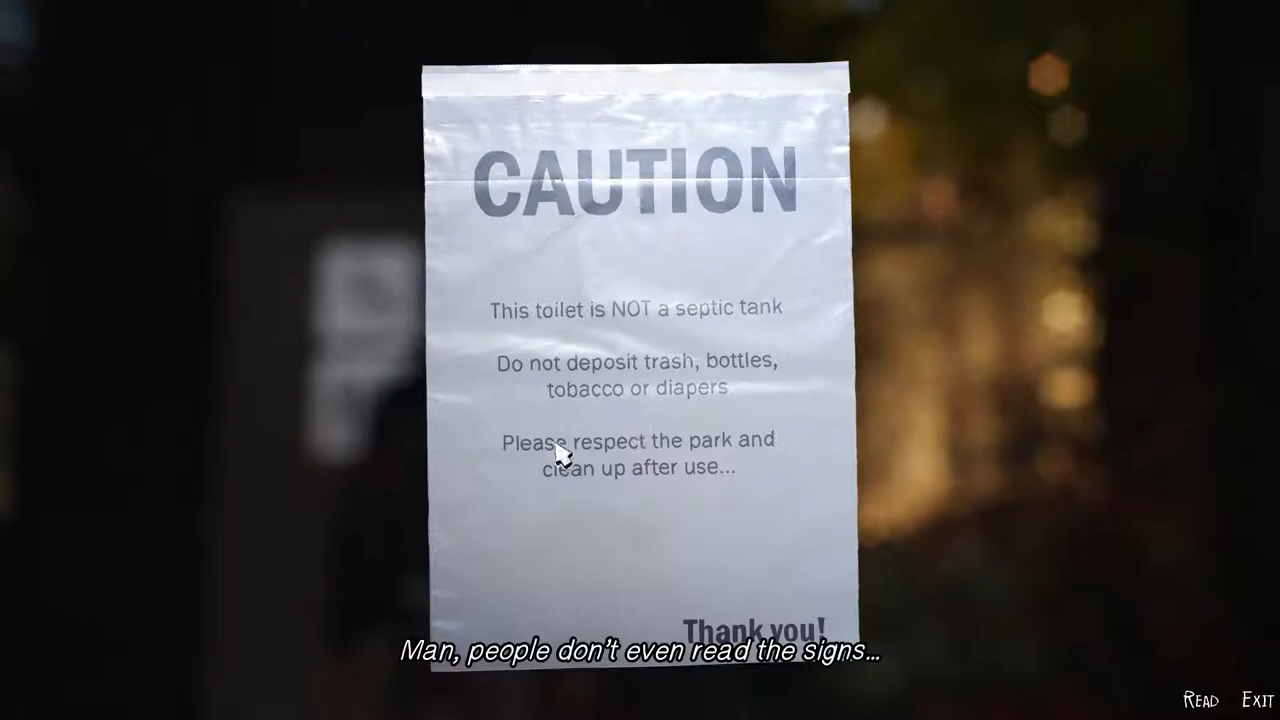 CAUTION
This toilet is NOT a septic tank
Do not deposit trash, bottles,
tobacco or diapers
Please respect the park and
clean up after use...
Thank you!
Man, people don't even read the signs...
READ EXIT